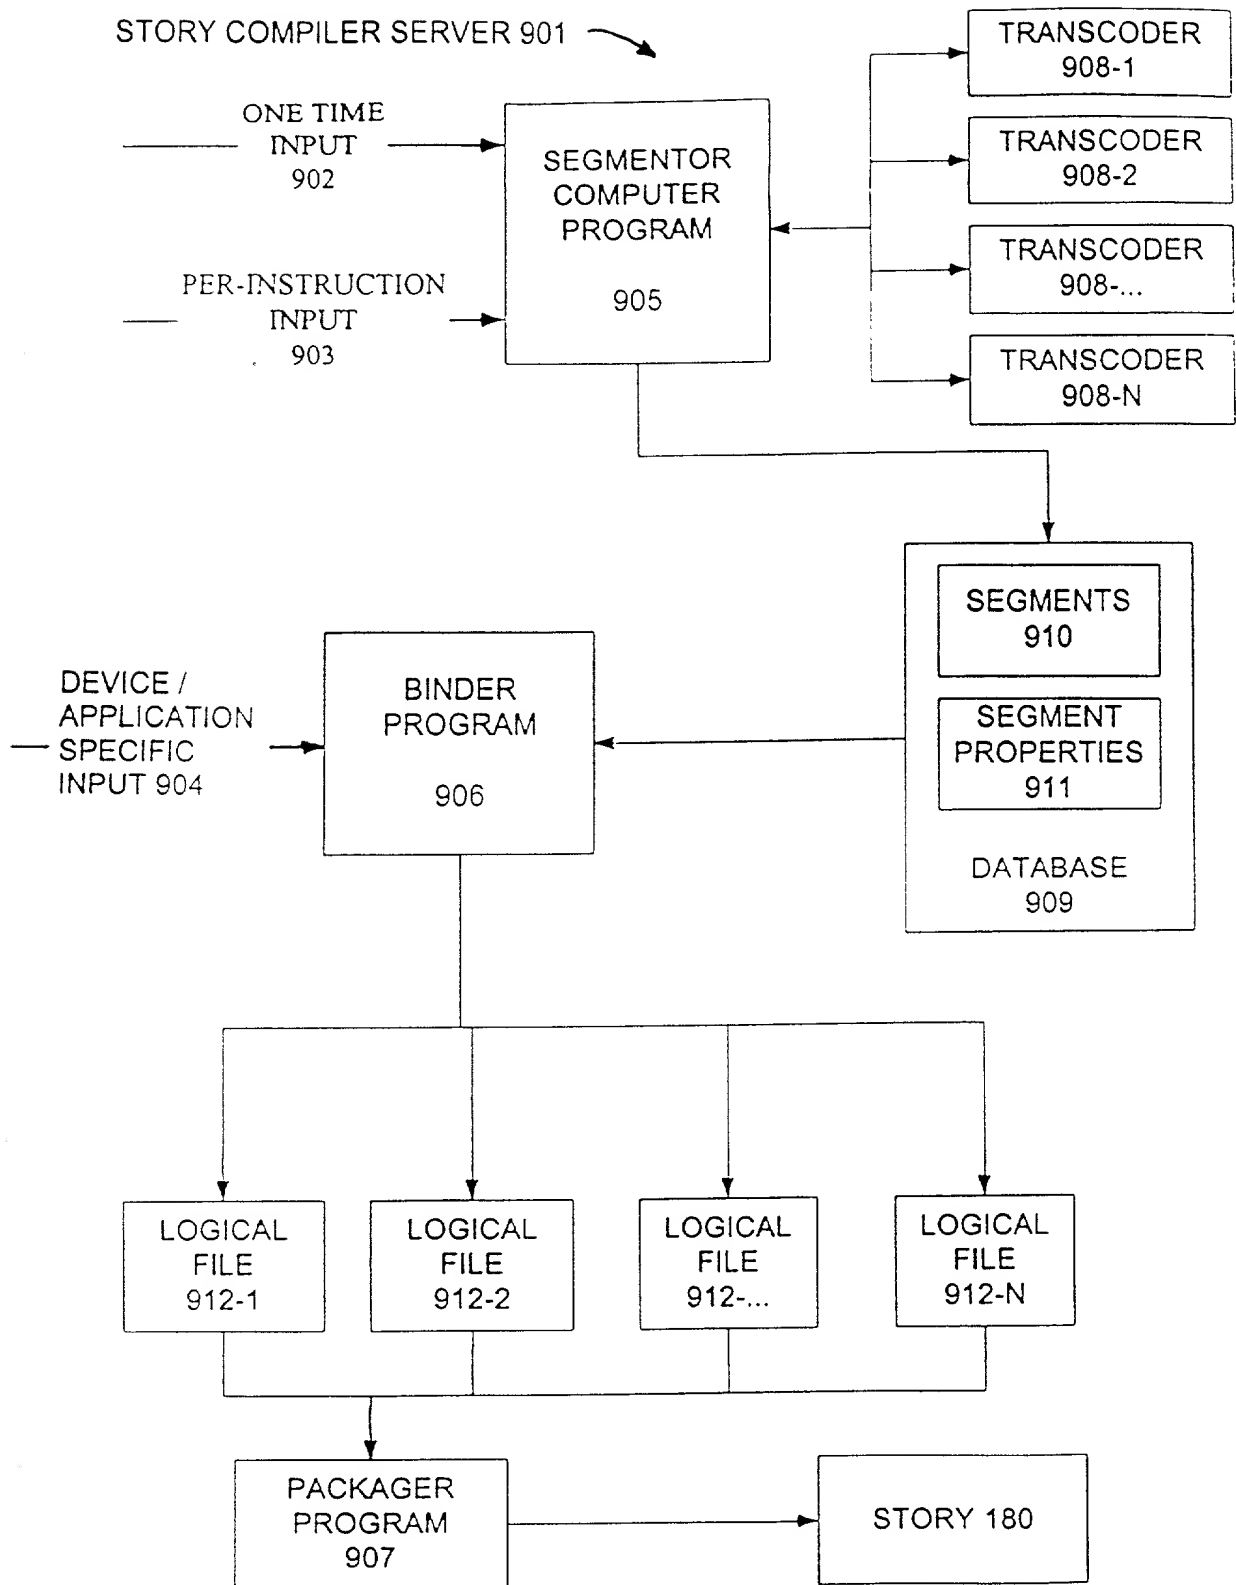 STORY COMPILER SERVER 901
ONE TIME
INPUT
902
PER-INSTRUCTION
INPUT
903
SEGMENTOR
COMPUTER
PROGRAM
905
TRANSCODER
908-1
TRANSCODER
908-2
TRANSCODER
908-...
TRANSCODER
908-N
SEGMENTS
910
SEGMENT
PROPERTIES
911
DATABASE
909
DEVICE /
APPLICATION
SPECIFIC
INPUT 904
BINDER
PROGRAM
906
LOGICAL
FILE
912-1
LOGICAL
FILE
912-2
LOGICAL
FILE
912-...
LOGICAL
FILE
912-N
PACKAGER
PROGRAM
907
STORY 180